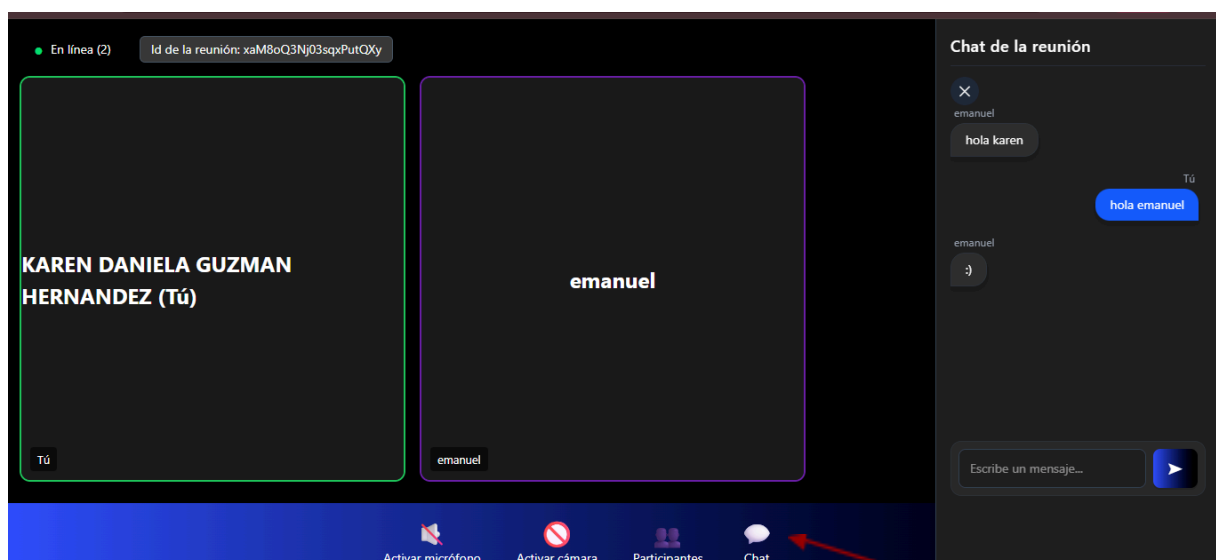 En línea (2)
Id de la reunión: xaM8oQ3Nj03sqxPutQXy
KAREN DANIELA GUZMAN
HERNANDEZ (Tú)
Tú
emanuel
emanuel
Activar micrófono
Activar cámara
Participantes
Chat
Chat de la reunión
emanuel
hola karen
Tú
hola emanuel
emanuel
:)
Escribe un mensaje...